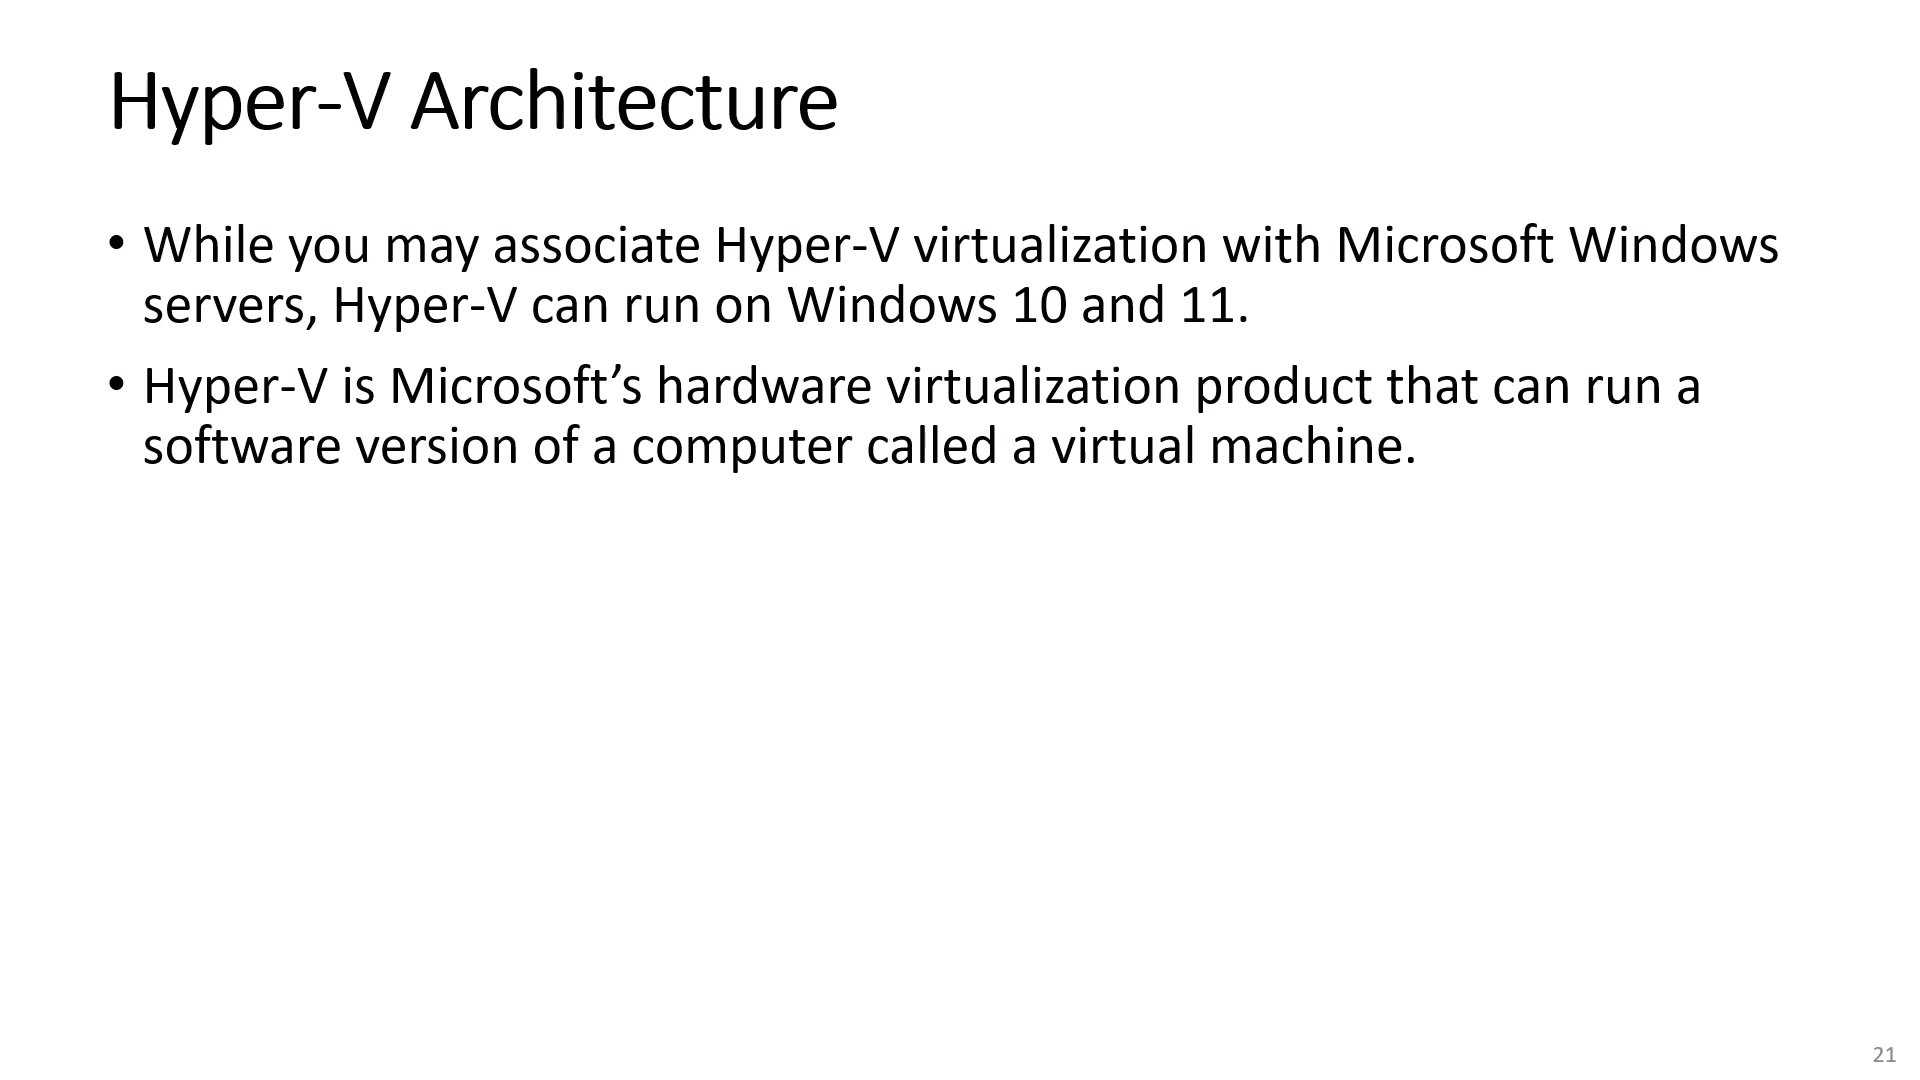 Hyper-V Architecture
• While you may associate Hyper-V virtualization with Microsoft Windows
servers, Hyper-V can run on Windows 10 and 11.
• Hyper-V is Microsoft’s hardware virtualization product that can run a
software version of a computer called a virtual machine.
21